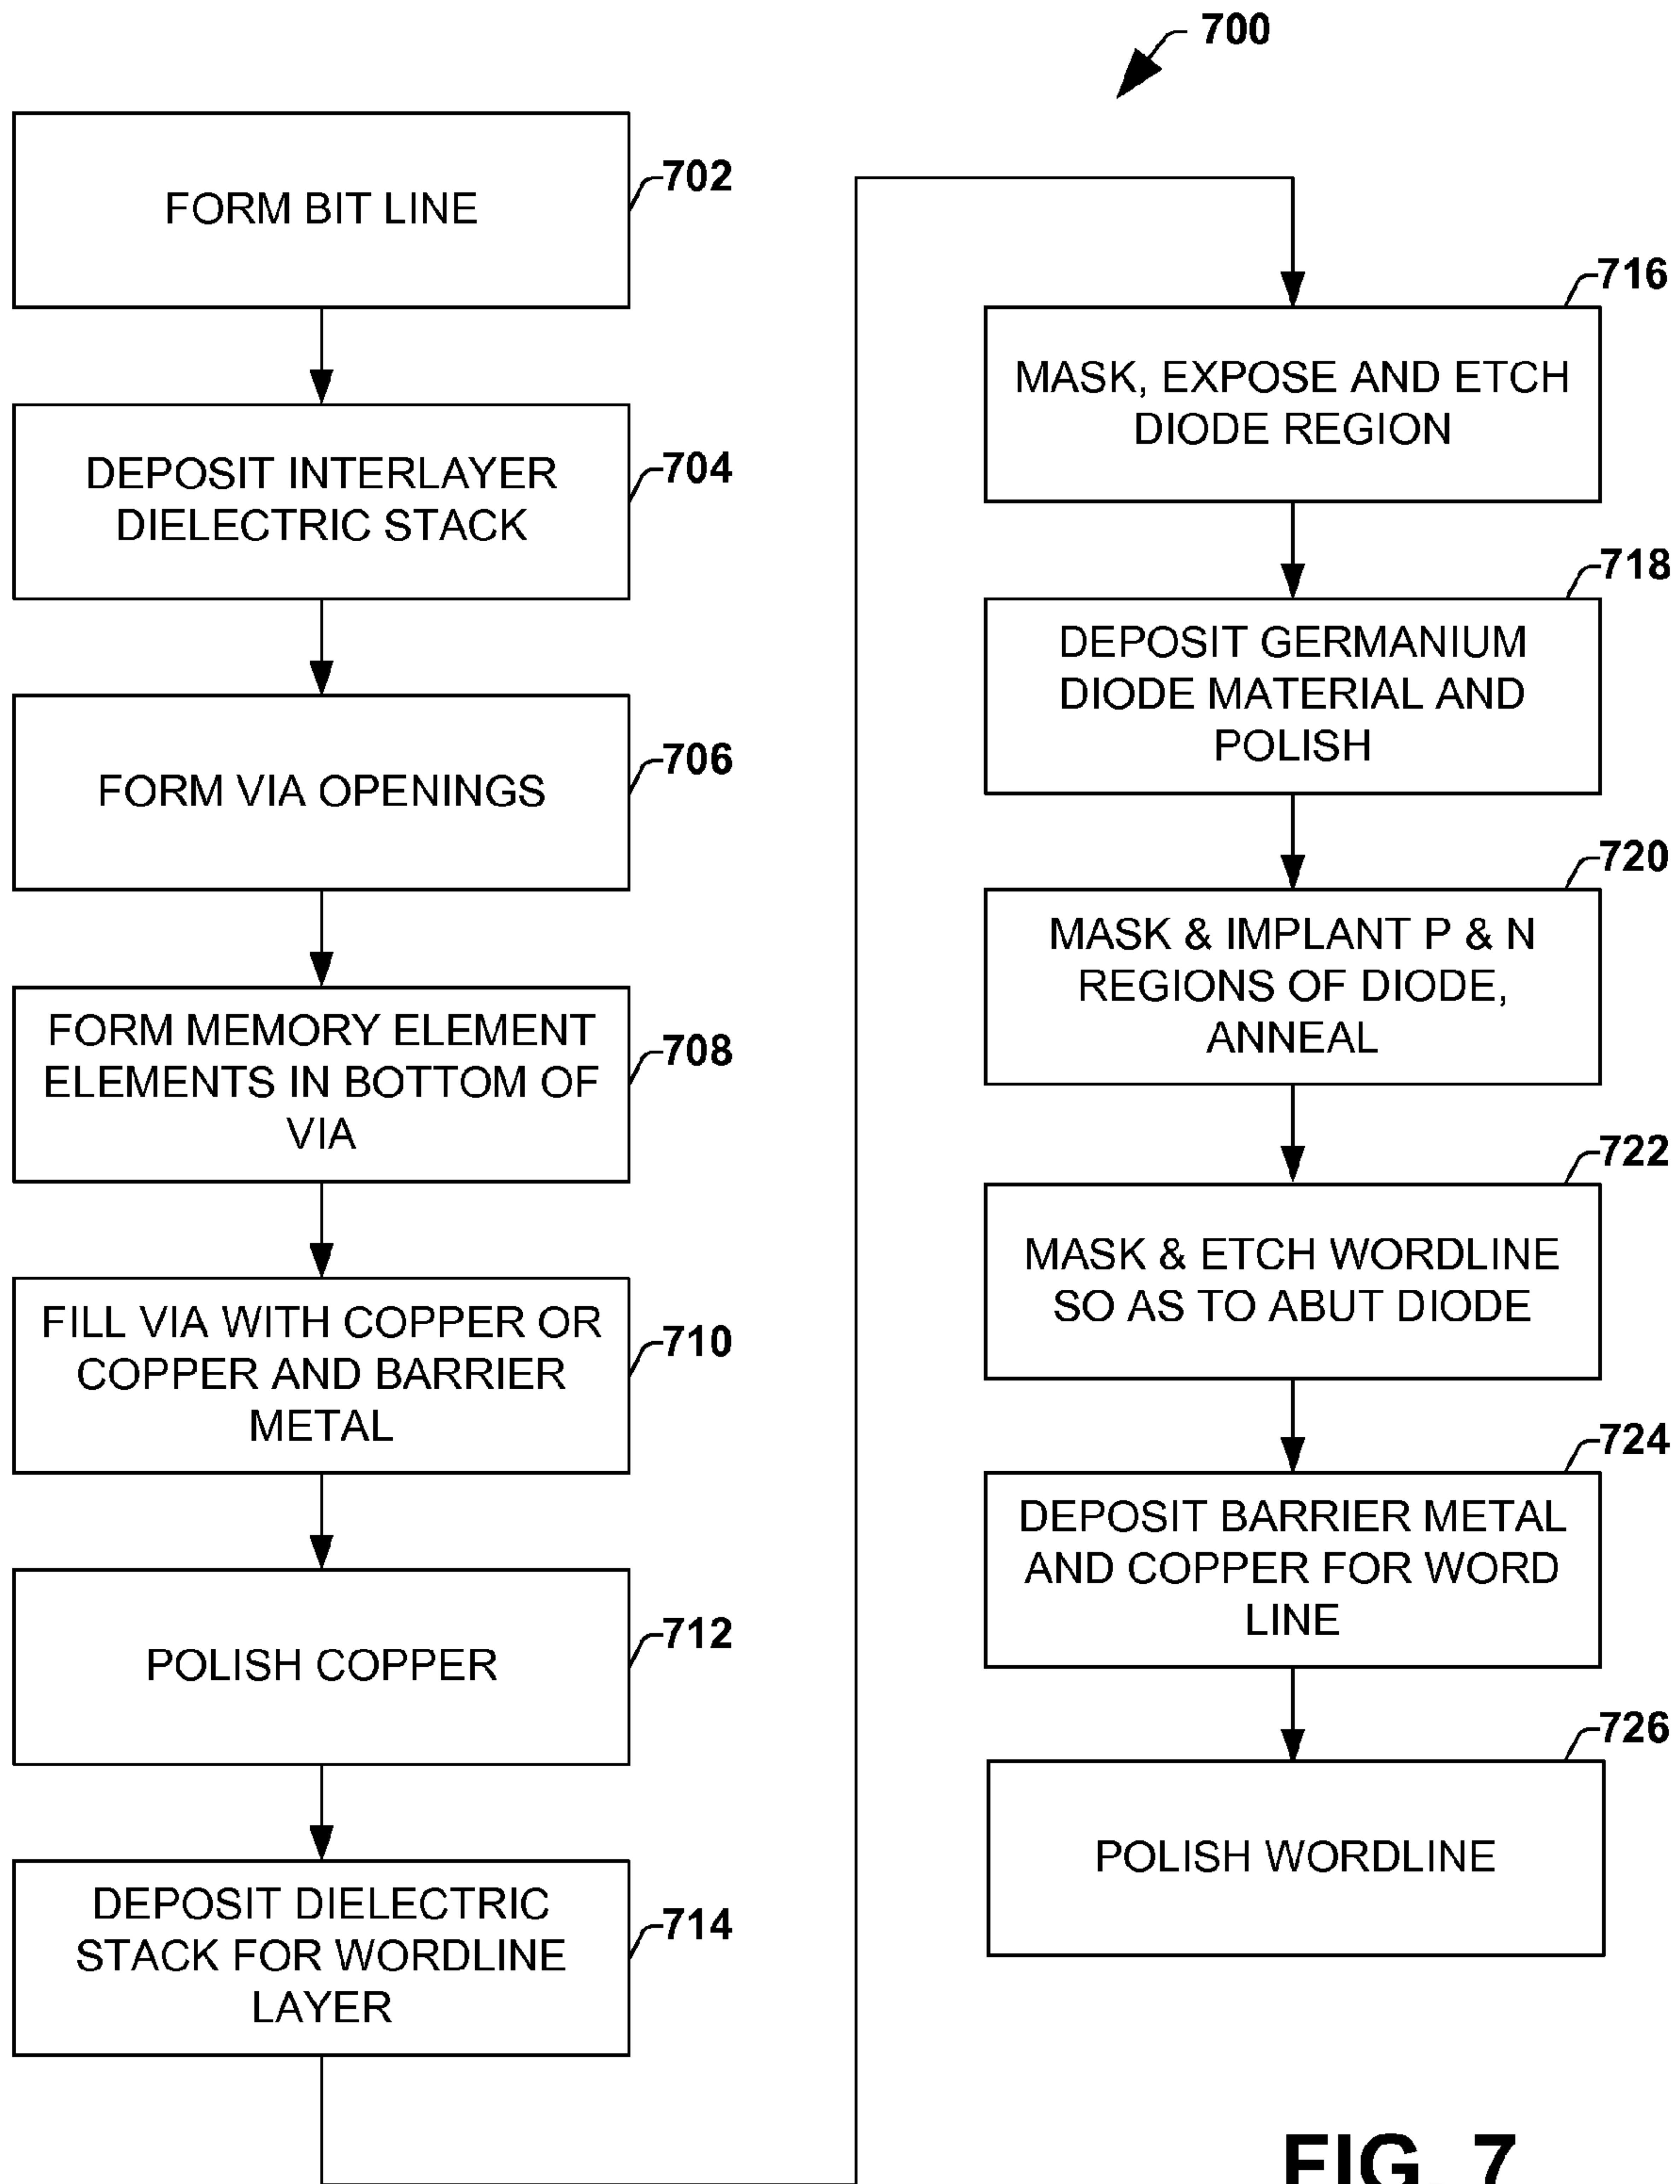 700
FORM BIT LINE
702
DEPOSIT INTERLAYER
DIELECTRIC STACK
704
FORM VIA OPENINGS
706
FORM MEMORY ELEMENT
ELEMENTS IN BOTTOM OF
VIA
708
FILL VIA WITH COPPER OR
COPPER AND BARRIER
METAL
710
POLISH COPPER
712
DEPOSIT DIELECTRIC
STACK FOR WORDLINE
LAYER
714
716
MASK, EXPOSE AND ETCH
DIODE REGION
718
DEPOSIT GERMANIUM
DIODE MATERIAL AND
POLISH
720
MASK & IMPLANT P & N
REGIONS OF DIODE,
ANNEAL
722
MASK & ETCH WORDLINE
SO AS TO ABUT DIODE
724
DEPOSIT BARRIER METAL
AND COPPER FOR WORD
LINE
726
POLISH WORDLINE
FIG. 7